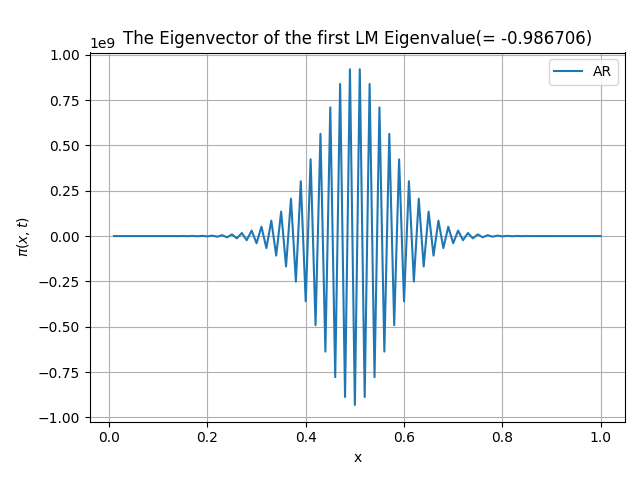 The Eigenvector of the first LM Eigenvalue(= -0.986706)
1e9
AR
1.00
0.75
0.50
0.25
0.00
−0.25
−0.50
−0.75
−1.00
π(x, t)
0.0 0.2 0.4 0.6 0.8 1.0
x